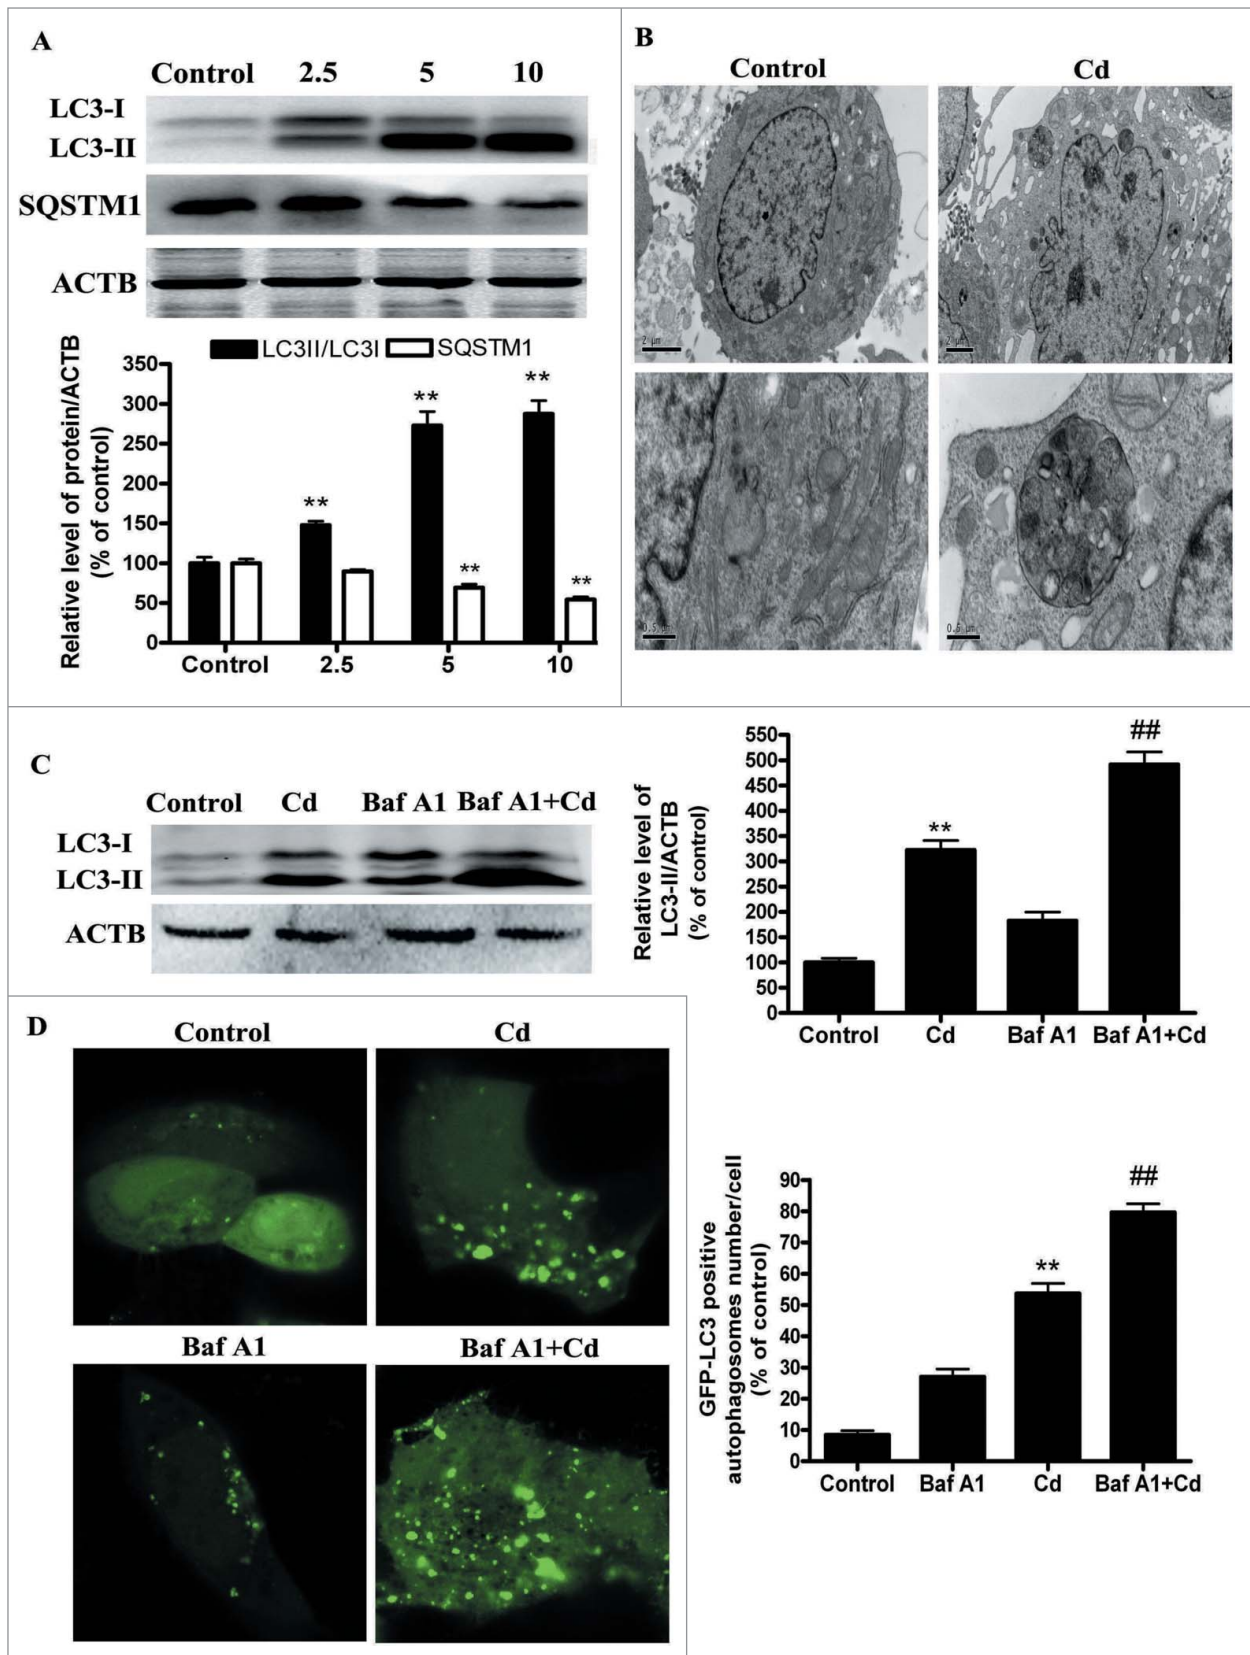 A
Control 2.5 5 10
LC3-I
LC3-II
SQSTM1
ACTB
LC3II/LC3I SQSTM1
Relative level of protein/ACTB
(% of control)
350
300
250
200
150
100
50
0
** ** ** ** **
Control 2.5 5 10
B
Control Cd
2 µm 2 µm
0.5 µm 0.5 µm
C
Control Cd Baf A1 Baf A1+Cd
LC3-I
LC3-II
ACTB
Relative level of
LC3-II/ACTB
(% of control)
550
500
450
400
350
300
250
200
150
100
50
0
** ##
Control Cd Baf A1 Baf A1+Cd
D
Control Cd
Baf A1 Baf A1+Cd
GFP-LC3 positive
autophagosomes number/cell
(% of control)
90
80
70
60
50
40
30
20
10
0
** ##
Control Baf A1 Cd Baf A1+Cd